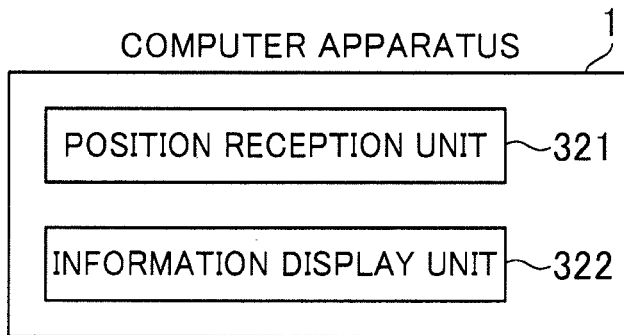 1
COMPUTER APPARATUS
POSITION RECEPTION UNIT 321
INFORMATION DISPLAY UNIT 322